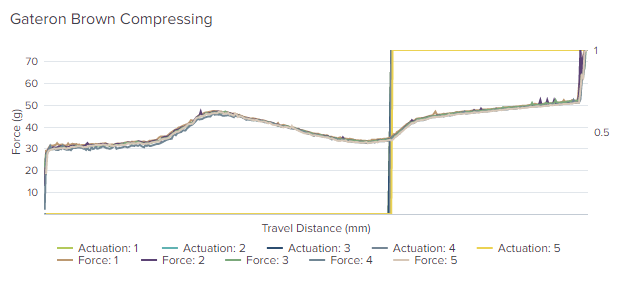 Gateron Brown Compressing
70
60
50
40
30
20
10
Force (g)
1
0.5
Travel Distance (mm)
Actuation: 1 Actuation: 2 Actuation: 3 Actuation: 4 Actuation: 5
Force: 1 Force: 2 Force: 3 Force: 4 Force: 5